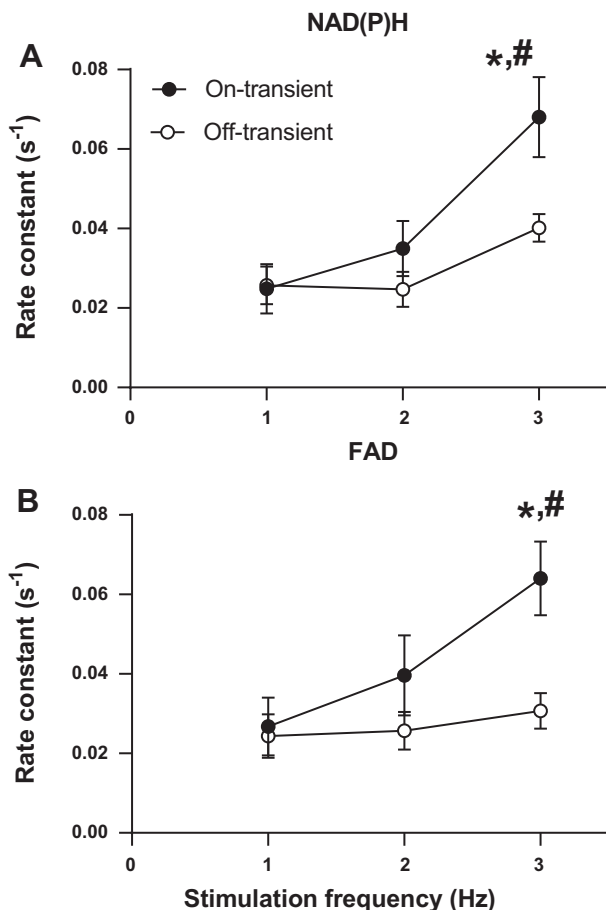 NAD(P)H
A
*,#
0.08
On-transient
Off-transient
0.06
0.04
0.02
0.00
Rate constant (s⁻¹)
0 1 2 3
FAD
B
*,#
0.08
0.06
0.04
0.02
0.00
Rate constant (s⁻¹)
0 1 2 3
Stimulation frequency (Hz)